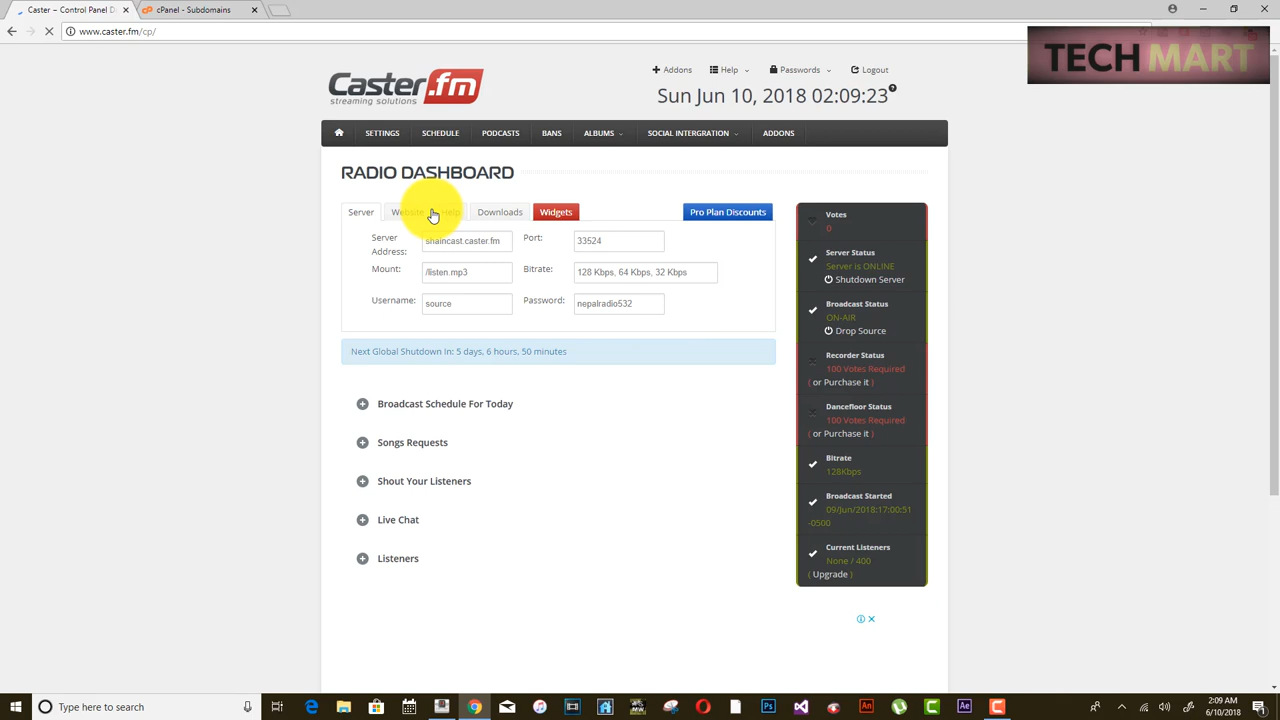 Caster – Control Panel D
cPanel - Subdomains
www.caster.fm/cp/
TECH MART
Caster.fm
streaming solutions
Addons
Help
Passwords
Logout
Sun Jun 10, 2018 02:09:23
SETTINGS
SCHEDULE
PODCASTS
BANS
ALBUMS
SOCIAL INTERGRATION
ADDONS
RADIO DASHBOARD
Server
Website
Help
Downloads
Widgets
Pro Plan Discounts
Server Address:
shaincast.caster.fm
Port:
33524
Mount:
/listen.mp3
Bitrate:
128 Kbps, 64 Kbps, 32 Kbps
Username:
source
Password:
nepalradio532
Next Global Shutdown In: 5 days, 6 hours, 50 minutes
Broadcast Schedule For Today
Songs Requests
Shout Your Listeners
Live Chat
Listeners
Votes
0
Server Status
Server is ONLINE
Shutdown Server
Broadcast Status
ON-AIR
Drop Source
Recorder Status
100 Votes Required
( or Purchase it )
Dancefloor Status
100 Votes Required
( or Purchase it )
Bitrate
128Kbps
Broadcast Started
09/Jun/2018:17:00:51
-0500
Current Listeners
None / 400
( Upgrade )
Type here to search
2:09 AM
6/10/2018